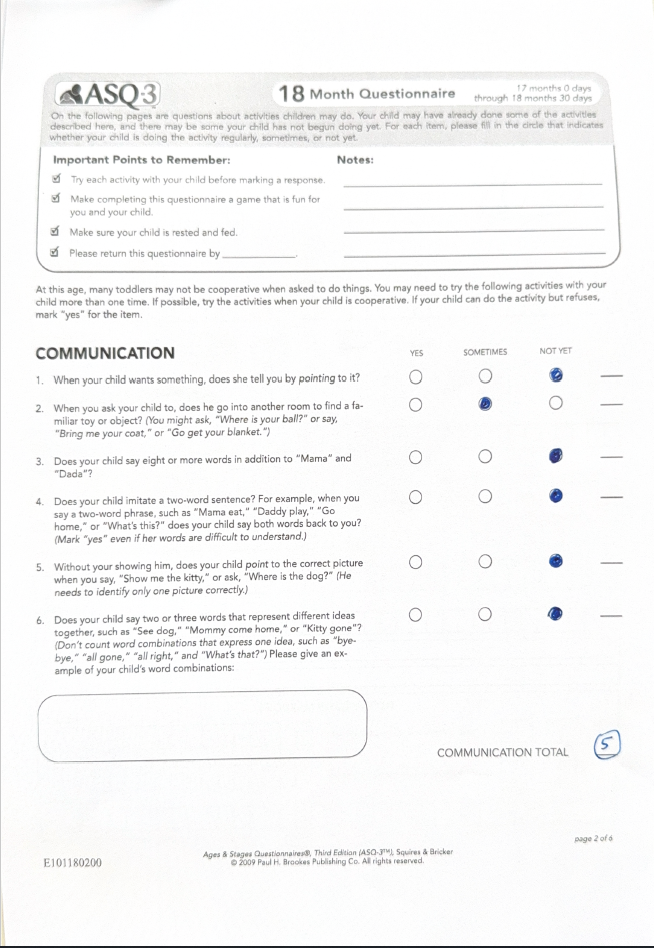 ASQ-3
18 Month Questionnaire
17 months 0 days
through 18 months 30 days
On the following pages are questions about activities children may do. Your child may have already done some of the activities
described here, and there may be some your child has not begun doing yet. For each item, please fill in the circle that indicates
whether your child is doing the activity regularly, sometimes, or not yet.
Important Points to Remember:
Try each activity with your child before marking a response.
Make completing this questionnaire a game that is fun for
you and your child.
Make sure your child is rested and fed.
Please return this questionnaire by ____________.
Notes:
At this age, many toddlers may not be cooperative when asked to do things. You may need to try the following activities with your
child more than one time. If possible, try the activities when your child is cooperative. If your child can do the activity but refuses,
mark "yes" for the item.
COMMUNICATION
YES SOMETIMES NOT YET
1. When your child wants something, does she tell you by pointing to it?
2. When you ask your child to, does he go into another room to find a fa-
miliar toy or object? (You might ask, "Where is your ball?" or say,
"Bring me your coat," or "Go get your blanket.")
3. Does your child say eight or more words in addition to "Mama" and
"Dada"?
4. Does your child imitate a two-word sentence? For example, when you
say a two-word phrase, such as "Mama eat," "Daddy play," "Go
home," or "What's this?" does your child say both words back to you?
(Mark "yes" even if her words are difficult to understand.)
5. Without your showing him, does your child point to the correct picture
when you say, "Show me the kitty," or ask, "Where is the dog?" (He
needs to identify only one picture correctly.)
6. Does your child say two or three words that represent different ideas
together, such as "See dog," "Mommy come home," or "Kitty gone"?
(Don't count word combinations that express one idea, such as "bye-
bye," "all gone," "all right," and "What's that?") Please give an ex-
ample of your child's word combinations:
COMMUNICATION TOTAL 5
page 2 of 6
Ages & Stages Questionnaires®, Third Edition (ASQ-3™), Squires & Bricker
© 2009 Paul H. Brookes Publishing Co. All rights reserved.
E101180200